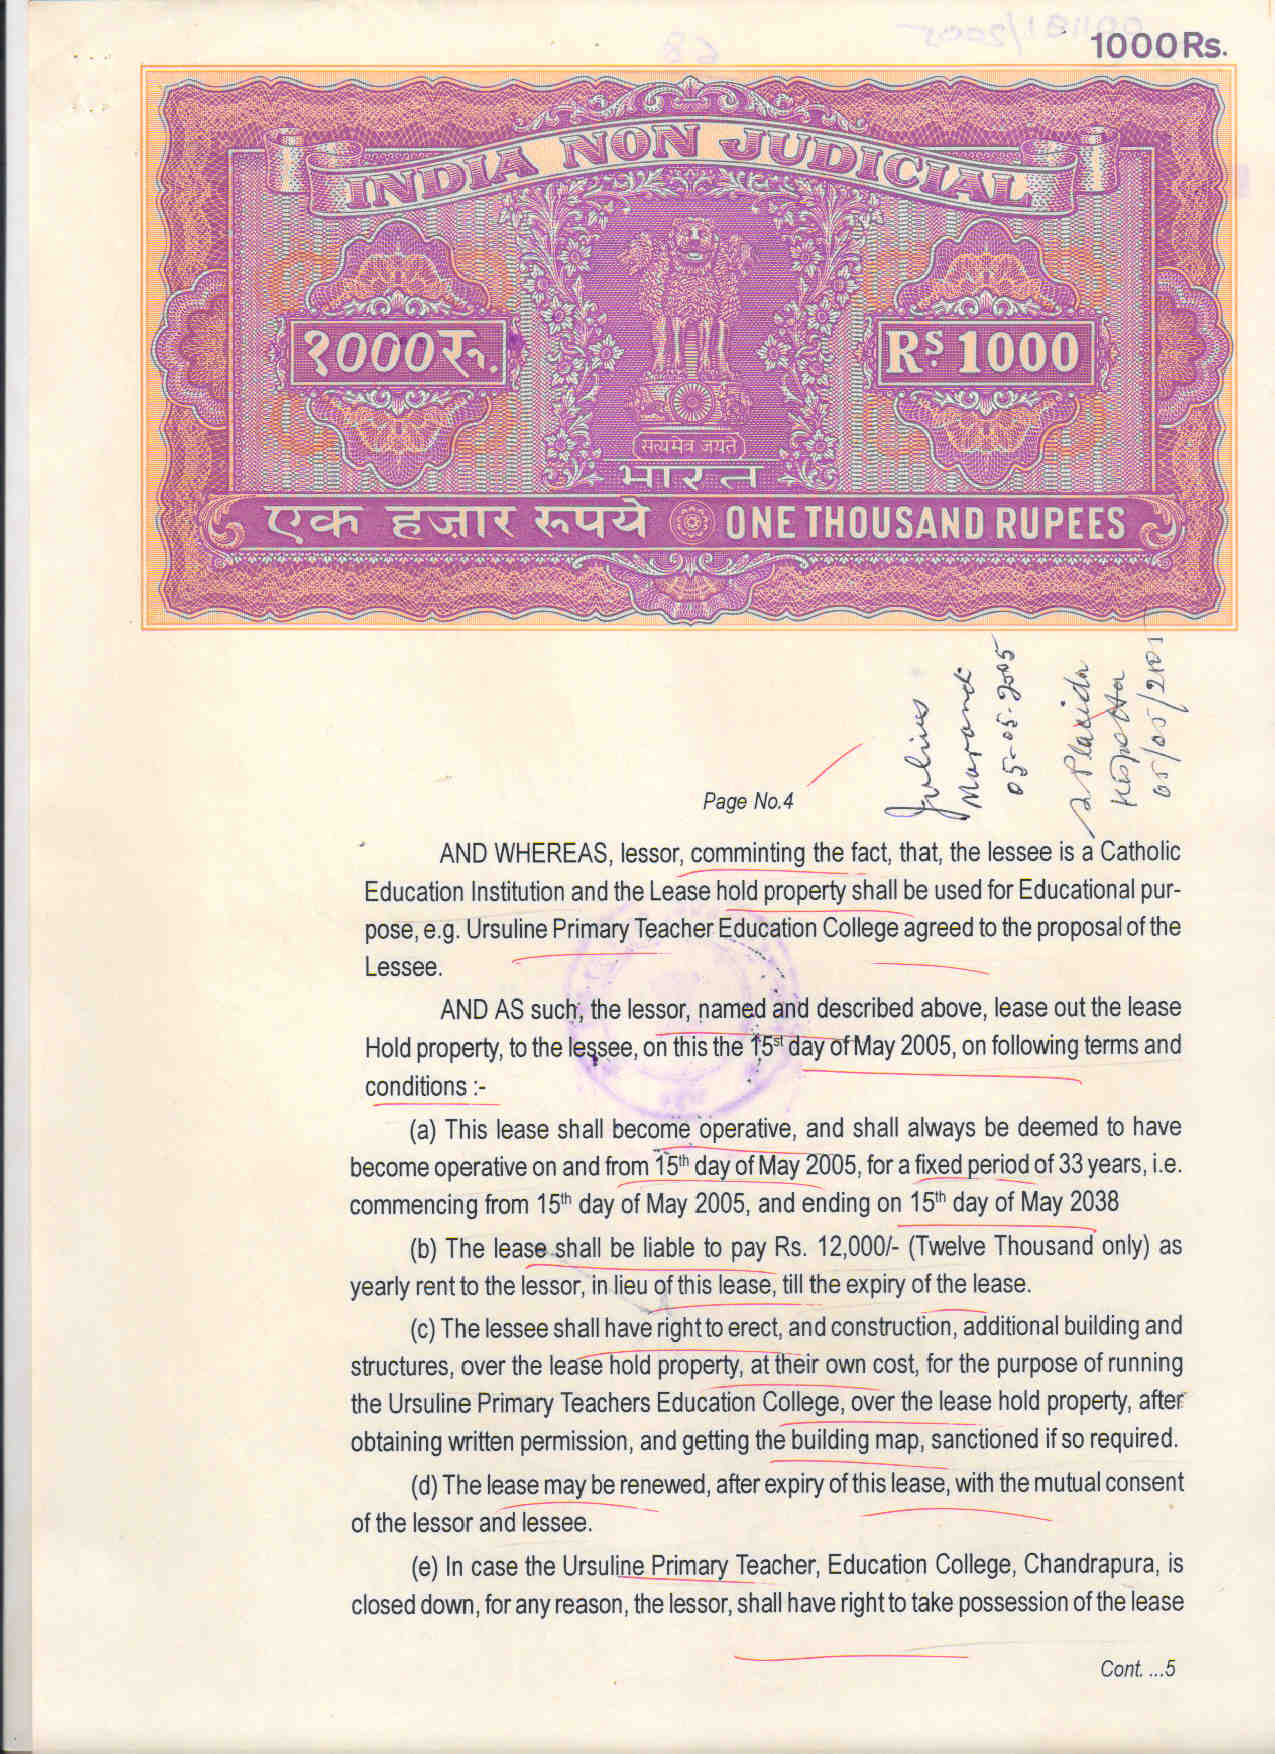 1000Rs.
INDIA NON JUDICIAL
१000रु.
Rs 1000
सत्यमेव जयते
भारत
एक हज़ार रुपये ONE THOUSAND RUPEES
Julius
Marandi
05-05-2005
Placida
05/05/2005
Page No.4
AND WHEREAS, lessor, comminting the fact, that, the lessee is a Catholic
Education Institution and the Lease hold property shall be used for Educational pur-
pose, e.g. Ursuline Primary Teacher Education College agreed to the proposal of the
Lessee.
AND AS such, the lessor, named and described above, lease out the lease
Hold property, to the lessee, on this the 15st day of May 2005, on following terms and
conditions :-
(a) This lease shall become operative, and shall always be deemed to have
become operative on and from 15th day of May 2005, for a fixed period of 33 years, i.e.
commencing from 15th day of May 2005, and ending on 15th day of May 2038
(b) The lease shall be liable to pay Rs. 12,000/- (Twelve Thousand only) as
yearly rent to the lessor, in lieu of this lease, till the expiry of the lease.
(c) The lessee shall have right to erect, and construction, additional building and
structures, over the lease hold property, at their own cost, for the purpose of running
the Ursuline Primary Teachers Education College, over the lease hold property, after
obtaining written permission, and getting the building map, sanctioned if so required.
(d) The lease may be renewed, after expiry of this lease, with the mutual consent
of the lessor and lessee.
(e) In case the Ursuline Primary Teacher, Education College, Chandrapura, is
closed down, for any reason, the lessor, shall have right to take possession of the lease
Cont. ...5